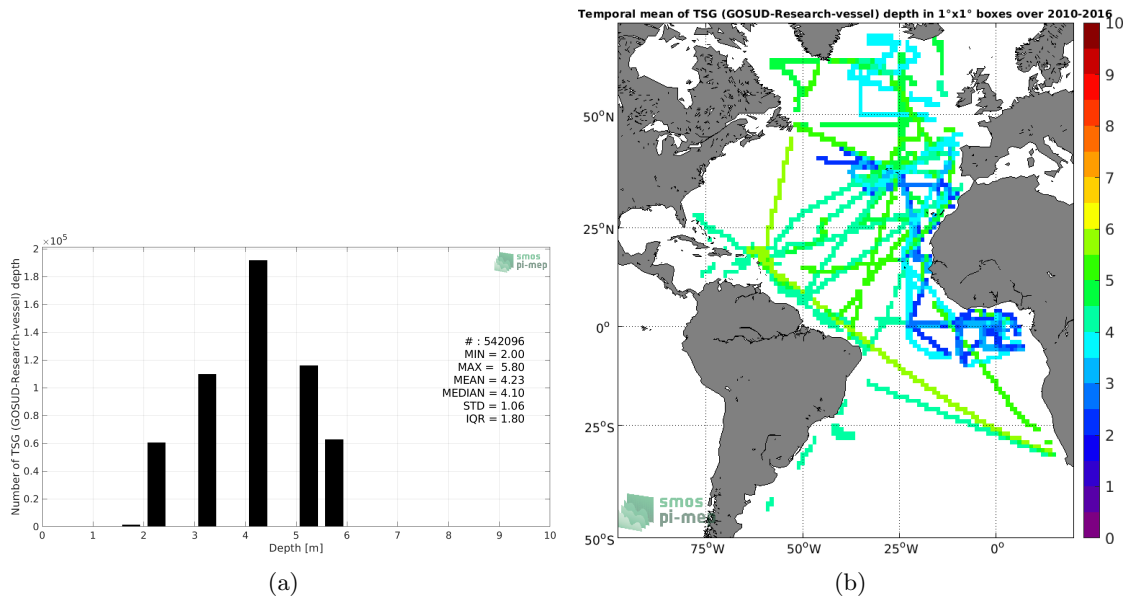 ×10⁵
2
1.8
1.6
1.4
1.2
1
0.8
0.6
0.4
0.2
0
Number of TSG (GOSUD-Research-vessel) depth
smos
pi-mep
# : 542096
MIN = 2.00
MAX = 5.80
MEAN = 4.23
MEDIAN = 4.10
STD = 1.06
IQR = 1.80
0 1 2 3 4 5 6 7 8 9 10
Depth [m]
(a)
Temporal mean of TSG (GOSUD-Research-vessel) depth in 1°x1° boxes over 2010-2016
50°N
25°N
0°
25°S
50°S
75°W 50°W 25°W 0°
smos
pi-mep
10
9
8
7
6
5
4
3
2
1
0
(b)